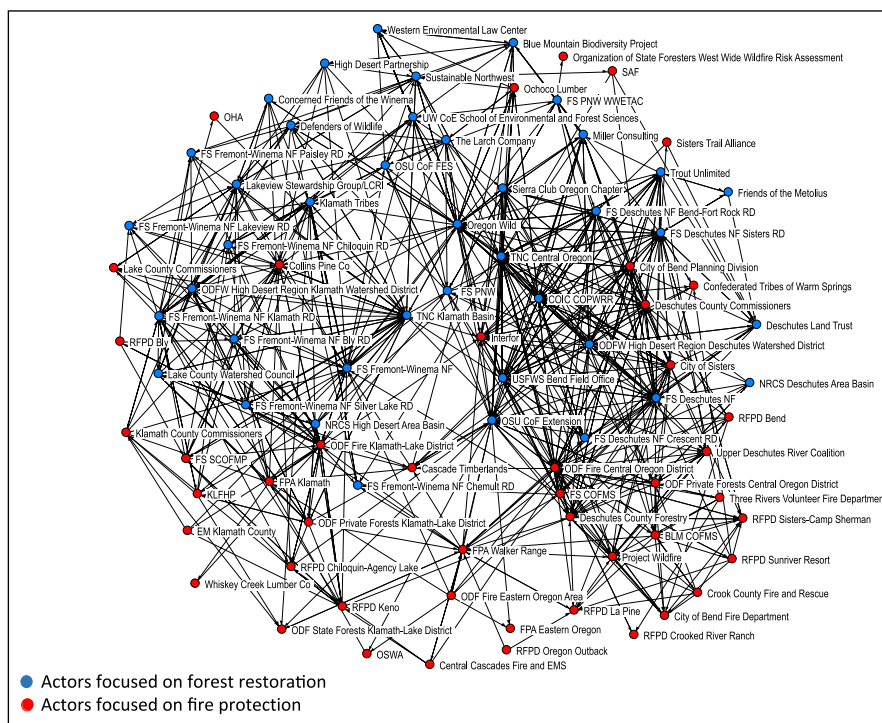 Western Environmental Law Center
Blue Mountain Biodiversity Project
Organization of State Foresters West Wide Wildfire Risk Assessment
High Desert Partnership
SAF
Sustainable Northwest
Ochoco Lumber
Concerned Friends of the Winema
FS PNW WWETAC
OHA
UW CoE School of Environmental and Forest Sciences
Defenders of Wildlife
Miller Consulting
The Larch Company
Sisters Trail Alliance
FS Fremont-Winema NF Paisley RD
OSU CoF FES
Trout Unlimited
Lakeview Stewardship Group/LCRI
Sierra Club Oregon Chapter
Friends of the Metolius
Klamath Tribes
FS Deschutes NF Bend-Fort Rock RD
FS Fremont-Winema NF Lakeview RD
Oregon Wild
FS Deschutes NF Sisters RD
FS Fremont-Winema NF Chiloquin RD
TNC Central Oregon
Lake County Commissioners
Collins Pine Co
City of Bend Planning Division
ODFW High Desert Region Klamath Watershed District
FS PNW
Confederated Tribes of Warm Springs
COIC COPWRR
Deschutes County Commissioners
FS Fremont-Winema NF Klamath RD
TNC Klamath Basin
Deschutes Land Trust
RFPD Bly
FS Fremont-Winema NF Bly RD
Interfor
ODFW High Desert Region Deschutes Watershed District
Lake County Watershed Council
FS Fremont-Winema NF
City of Sisters
USFWS Bend Field Office
NRCS Deschutes Area Basin
FS Fremont-Winema NF Silver Lake RD
FS Deschutes NF
NRCS High Desert Area Basin
OSU CoF Extension
RFPD Bend
Klamath County Commissioners
ODF Fire Klamath-Lake District
FS Deschutes NF Crescent RD
Upper Deschutes River Coalition
FS SCOFMP
Cascade Timberlands
ODF Fire Central Oregon District
FPA Klamath
FS Fremont-Winema NF Chemult RD
ODF Private Forests Central Oregon District
KLFHP
FS COFMS
Three Rivers Volunteer Fire Department
ODF Private Forests Klamath-Lake District
Deschutes County Forestry
RFPD Sisters-Camp Sherman
EM Klamath County
BLM COFMS
FPA Walker Range
Project Wildfire
RFPD Sunriver Resort
RFPD Chiloquin-Agency Lake
Whiskey Creek Lumber Co
ODF Fire Eastern Oregon Area
Crook County Fire and Rescue
RFPD Keno
RFPD La Pine
City of Bend Fire Department
ODF State Forests Klamath-Lake District
FPA Eastern Oregon
RFPD Crooked River Ranch
OSWA
RFPD Oregon Outback
Central Cascades Fire and EMS
Actors focused on forest restoration
Actors focused on fire protection